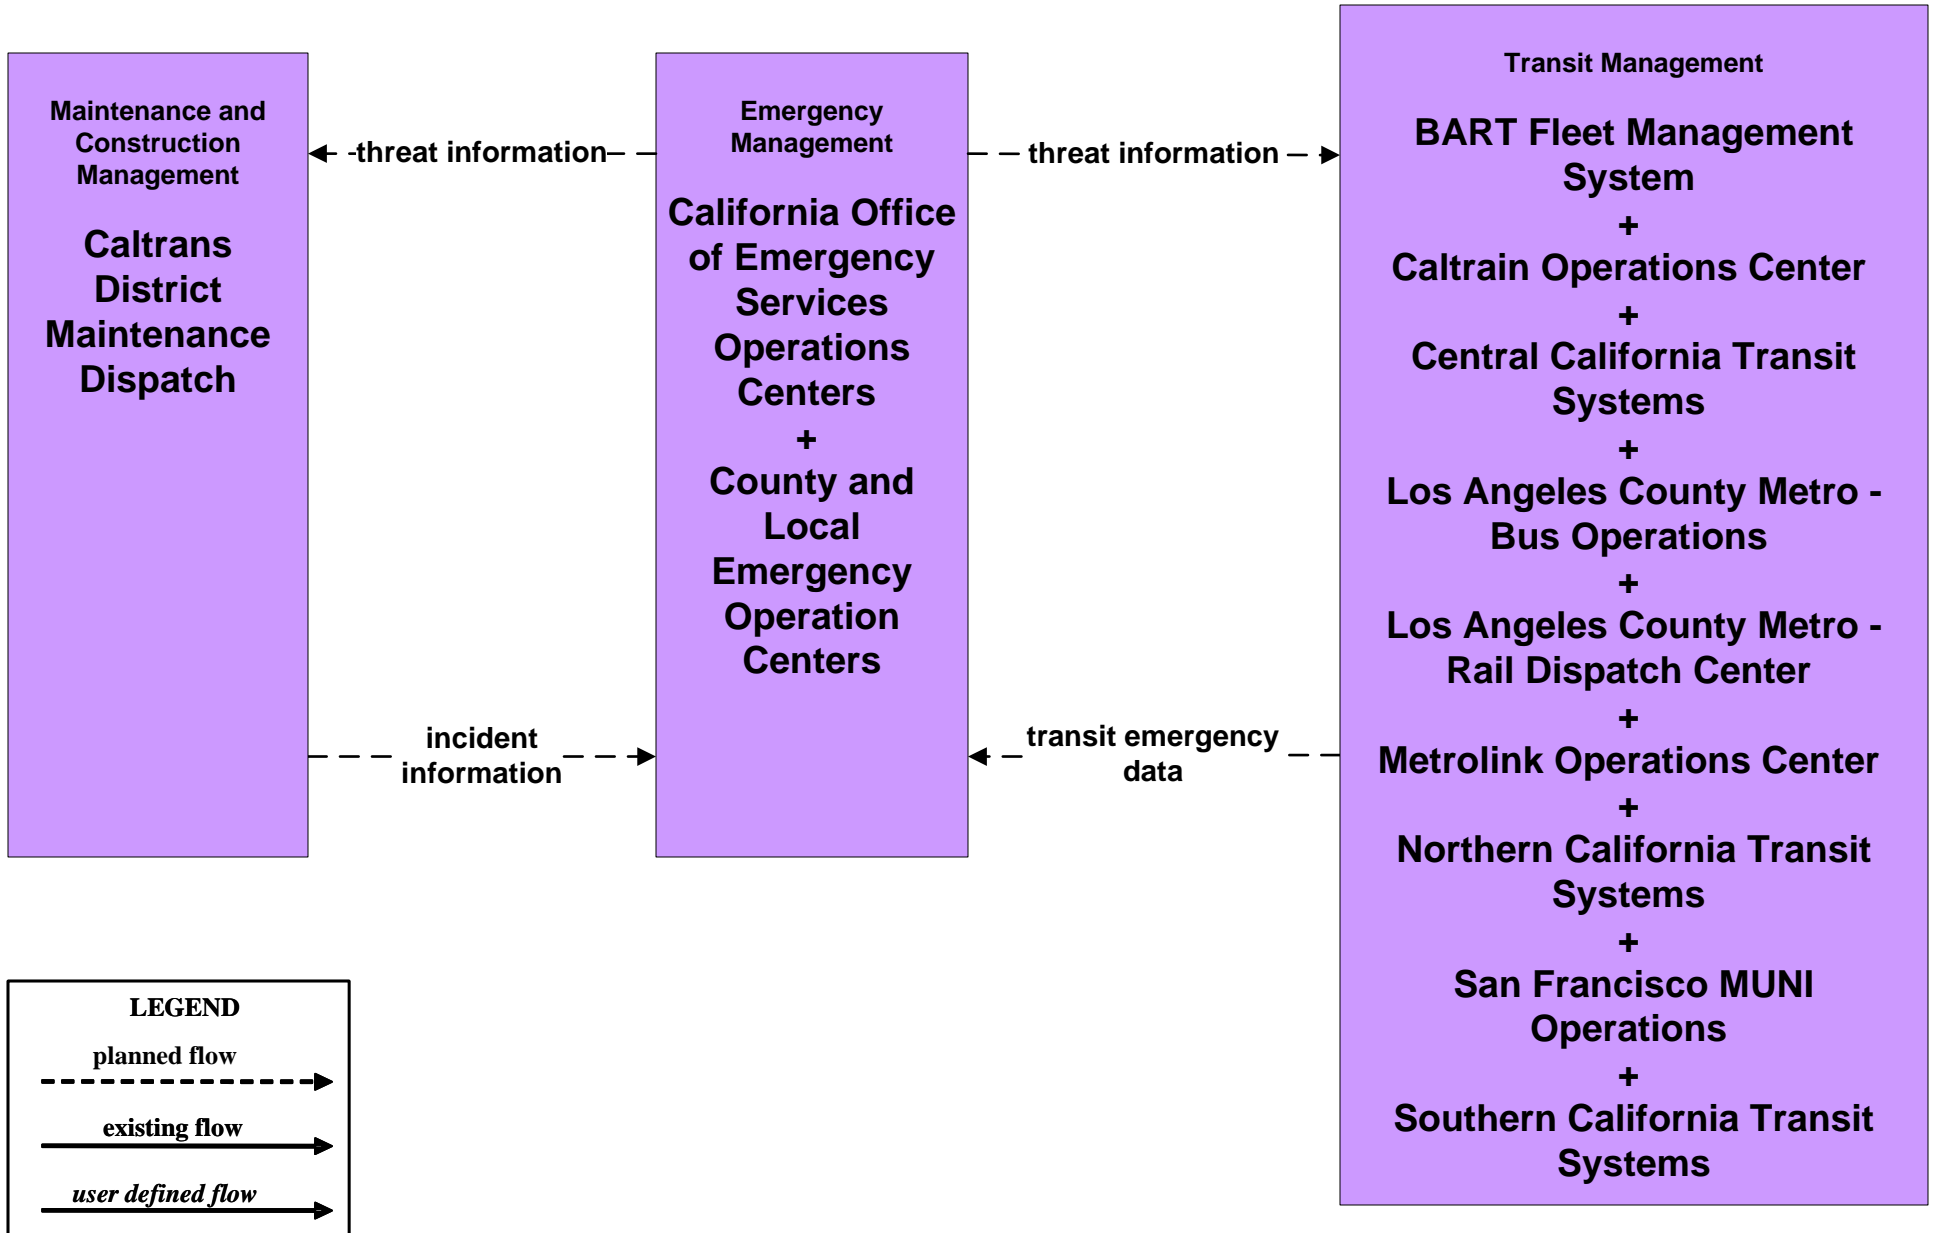 Maintenance and
Construction
Management
Caltrans
District
Maintenance
Dispatch
threat information
incident
information
Emergency
Management
California Office
of Emergency
Services
Operations
Centers
+
County and
Local
Emergency
Operation
Centers
threat information
transit emergency
data
Transit Management
BART Fleet Management
System
+
Caltrain Operations Center
+
Central California Transit
Systems
+
Los Angeles County Metro -
Bus Operations
+
Los Angeles County Metro -
Rail Dispatch Center
+
Metrolink Operations Center
+
Northern California Transit
Systems
+
San Francisco MUNI
Operations
+
Southern California Transit
Systems
LEGEND
planned flow
existing flow
user defined flow